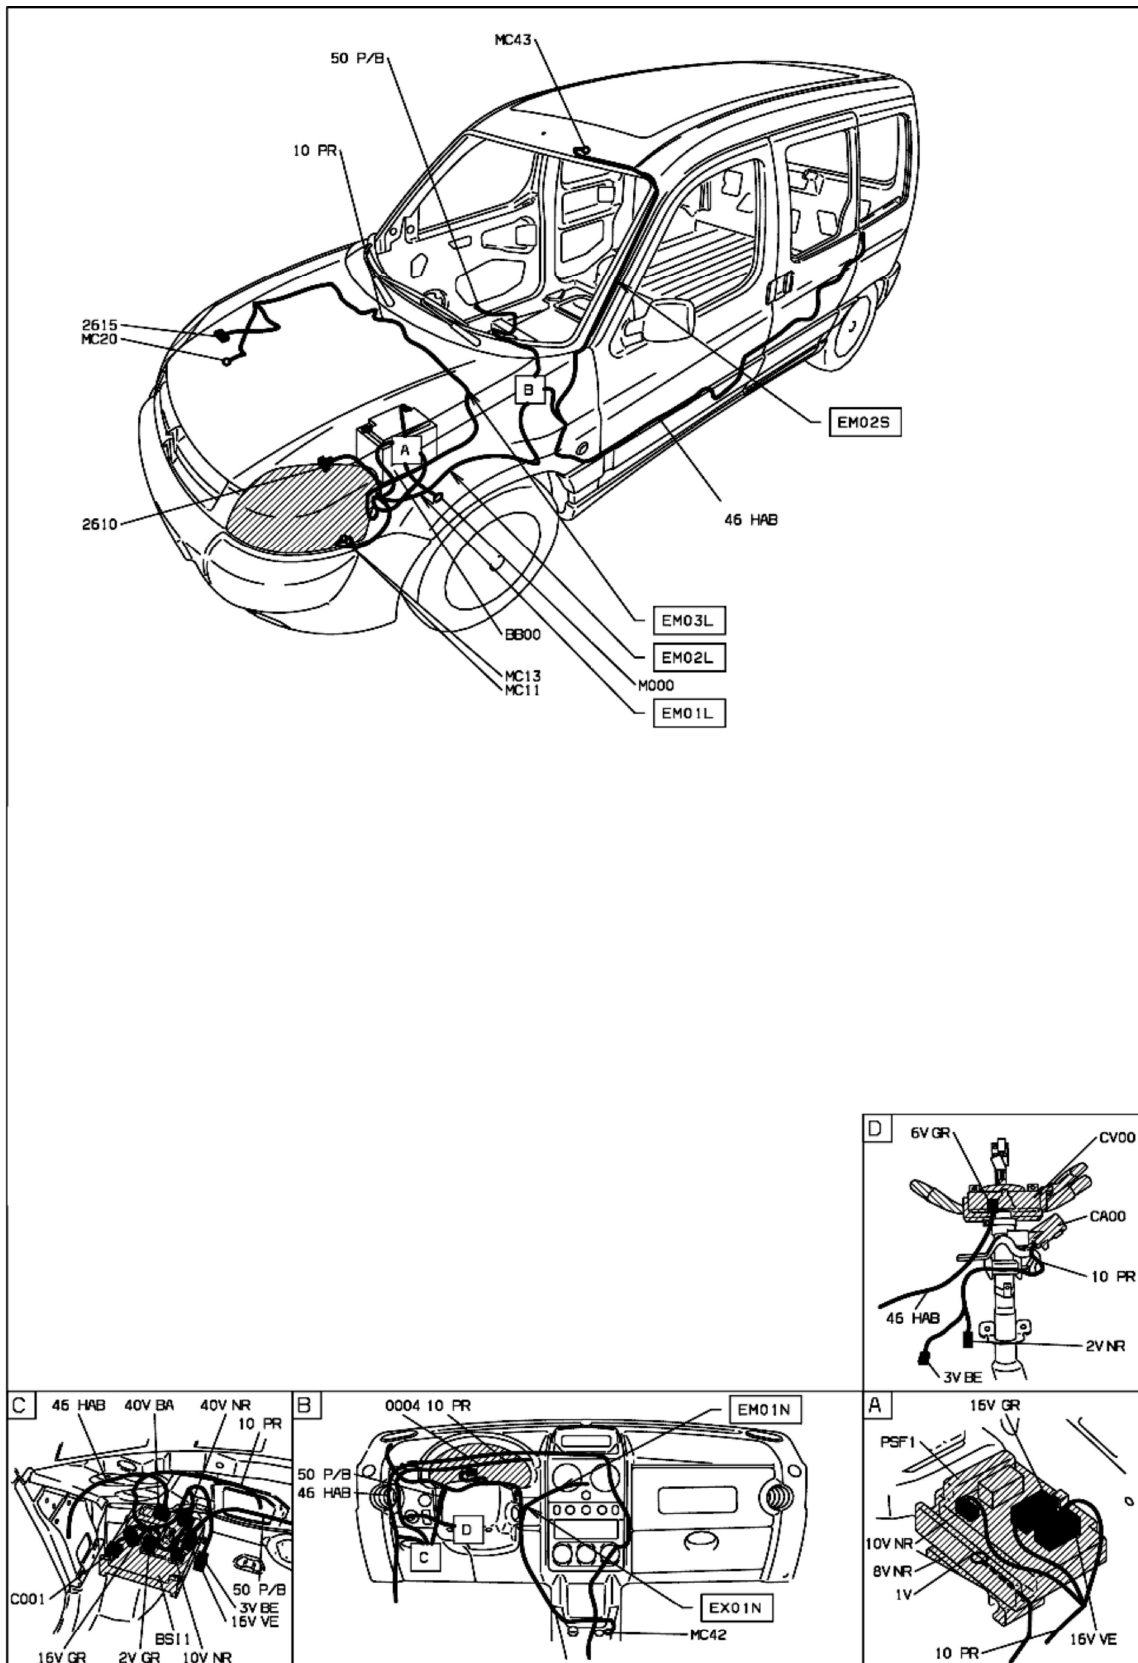 MC43
50 P/B
10 PR
2615
MC20
B
EM02S
A
46 HAB
2610
EM03L
BB00
EM02L
MC13
MC11
M000
EM01L
D
6V GR
CV00
CA00
10 PR
46 HAB
2V NR
3V BE
C
46 HAB
40V BA
40V NR
10 PR
C001
50 P/B
3V BE
16V VE
BSI1
16V GR
2V GR
10V NR
B
0004
10 PR
EM01N
50 P/B
46 HAB
D
C
EX01N
MC42
A
16V GR
PSF1
10V NR
8V NR
1V
10 PR
16V VE